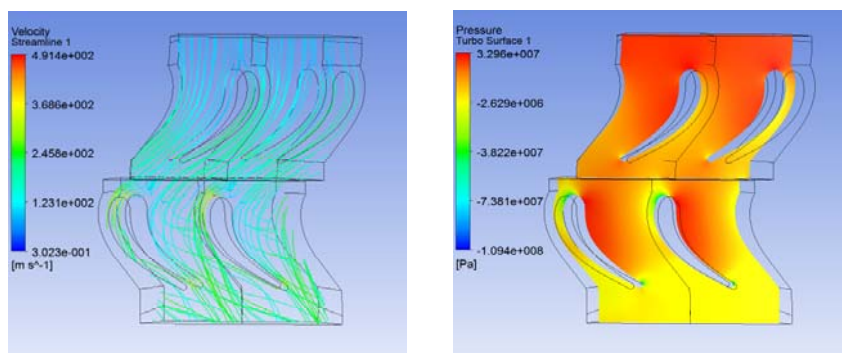 Velocity
Streamline 1
4.914e+002
3.686e+002
2.458e+002
1.231e+002
3.023e-001
[m s^-1]
Pressure
Turbo Surface 1
3.296e+007
-2.629e+006
-3.822e+007
-7.381e+007
-1.094e+008
[Pa]